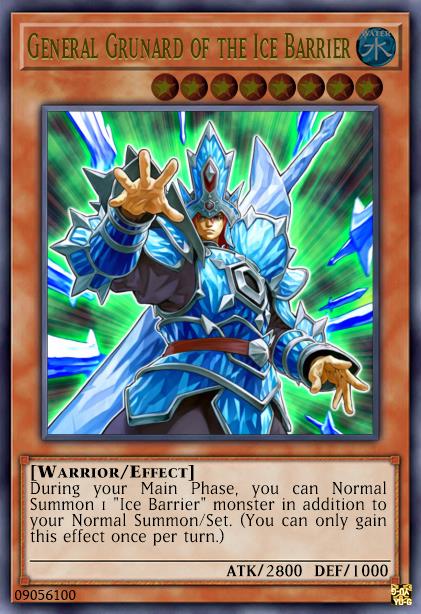 General Grunard of the Ice Barrier
WATER
水
[Warrior/Effect]
During your Main Phase, you can Normal
Summon 1 "Ice Barrier" monster in addition to
your Normal Summon/Set. (You can only gain
this effect once per turn.)
ATK/2800 DEF/1000
09056100